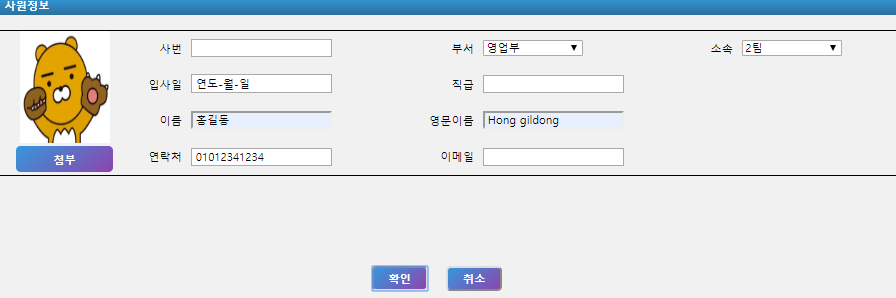 사원정보
사번 부서 영업부 소속 2팀
입사일 연도-월-일 직급
이름 홍길동 영문이름 Hong gildong
연락처 01012341234 이메일
첨부
확인 취소